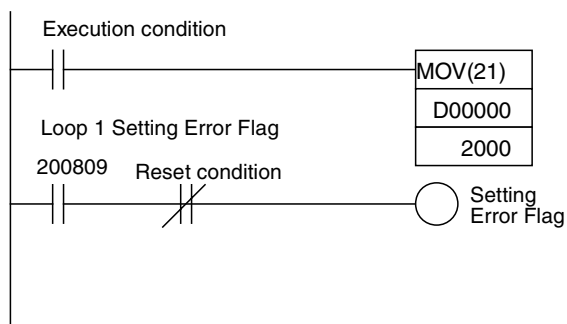 Execution condition
MOV(21)
D00000
2000
Loop 1 Setting Error Flag
200809
Reset condition
Setting
Error Flag